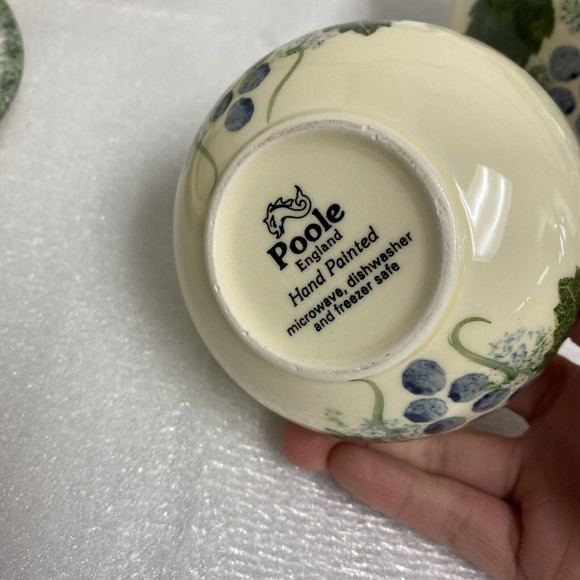 Poole
England
Hand Painted
microwave, dishwasher
and freezer safe